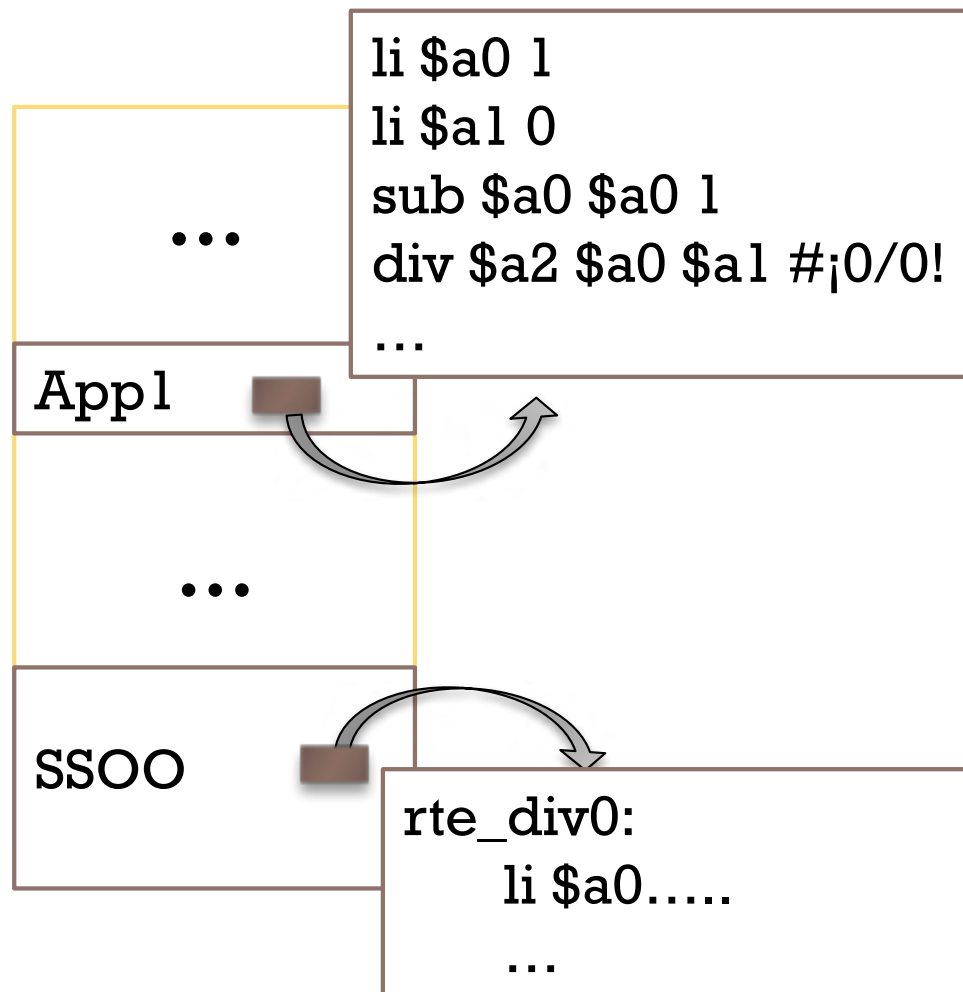 li $a0 1
li $a1 0
sub $a0 $a0 1
div $a2 $a0 $a1 #¡0/0!
…
...
App1
...
SSOO
rte_div0:
li $a0…..
…